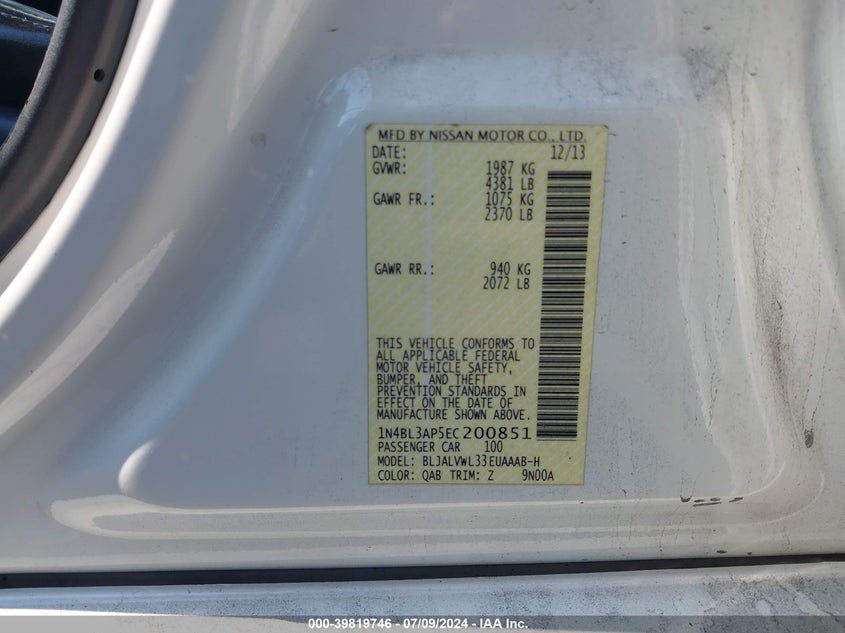 MFD BY NISSAN MOTOR CO., LTD.
DATE: 12/13
GVWR: 1987 KG
4381 LB
GAWR FR.: 1075 KG
2370 LB
GAWR RR.: 940 KG
2072 LB
THIS VEHICLE CONFORMS TO
ALL APPLICABLE FEDERAL
MOTOR VEHICLE SAFETY,
BUMPER, AND THEFT
PREVENTION STANDARDS IN
EFFECT ON THE DATE OF
MANUFACTURE SHOWN ABOVE.
1N4BL3AP5EC200851
PASSENGER CAR 100
MODEL: BLJALVWL33EUAAAB-H
COLOR: QAB TRIM: Z 9N00A
000-39819746 / 07/09/2024 - IAA Inc.